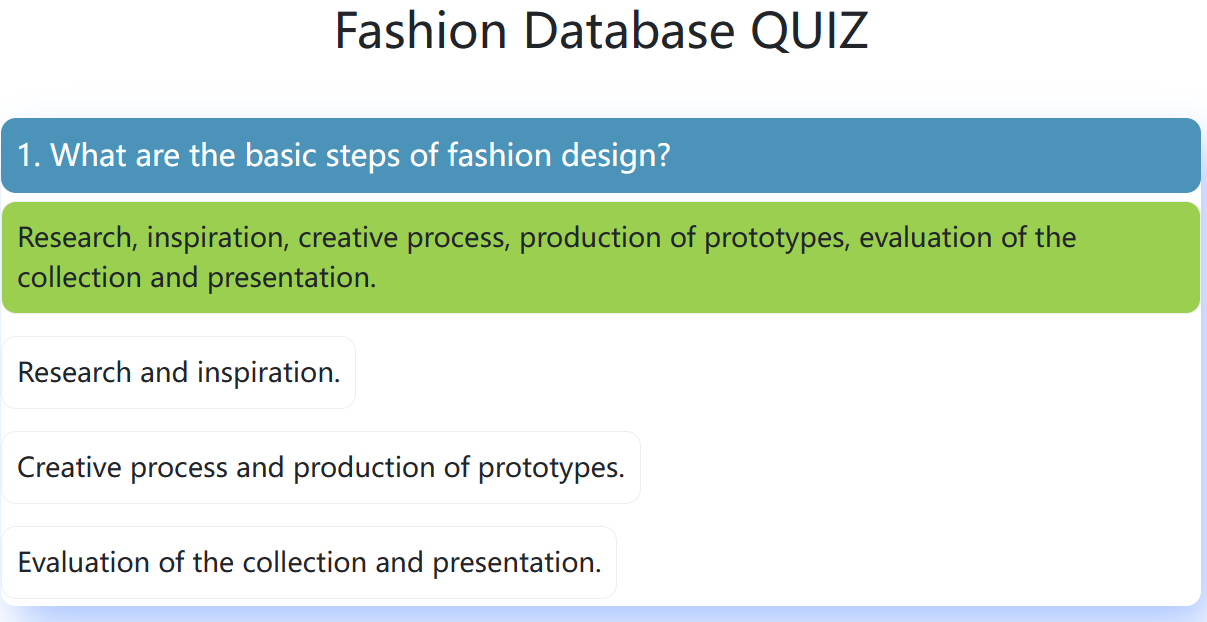 Fashion Database QUIZ
1. What are the basic steps of fashion design?
Research, inspiration, creative process, production of prototypes, evaluation of the
collection and presentation.
Research and inspiration.
Creative process and production of prototypes.
Evaluation of the collection and presentation.